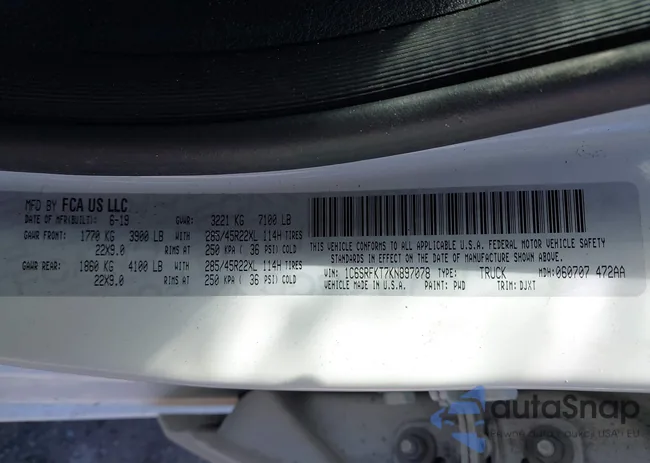 MFD BY FCA US LLC
DATE OF MFR(BUILT): 6-18 GVWR: 3221 KG 7100 LB
GAWR FRONT: 1770 KG 3900 LB WITH 265/45R22XL 114H TIRES
22X9.0 RIMS AT 250 KPA ( 36 PSI) COLD
GAWR REAR: 1860 KG 4100 LB WITH 285/45R22XL 114H TIRES
22X9.0 RIMS AT 250 KPA ( 36 PSI) COLD
THIS VEHICLE CONFORMS TO ALL APPLICABLE U.S.A. FEDERAL MOTOR VEHICLE SAFETY
STANDARDS IN EFFECT ON THE DATE OF MANUFACTURE SHOWN ABOVE.
VIN: 1C6SRFKT7KN897078 TYPE: TRUCK MDH:060707 472AA
VEHICLE MADE IN U.S.A. PAINT: PWD TRIM: DJXT
autaSnap